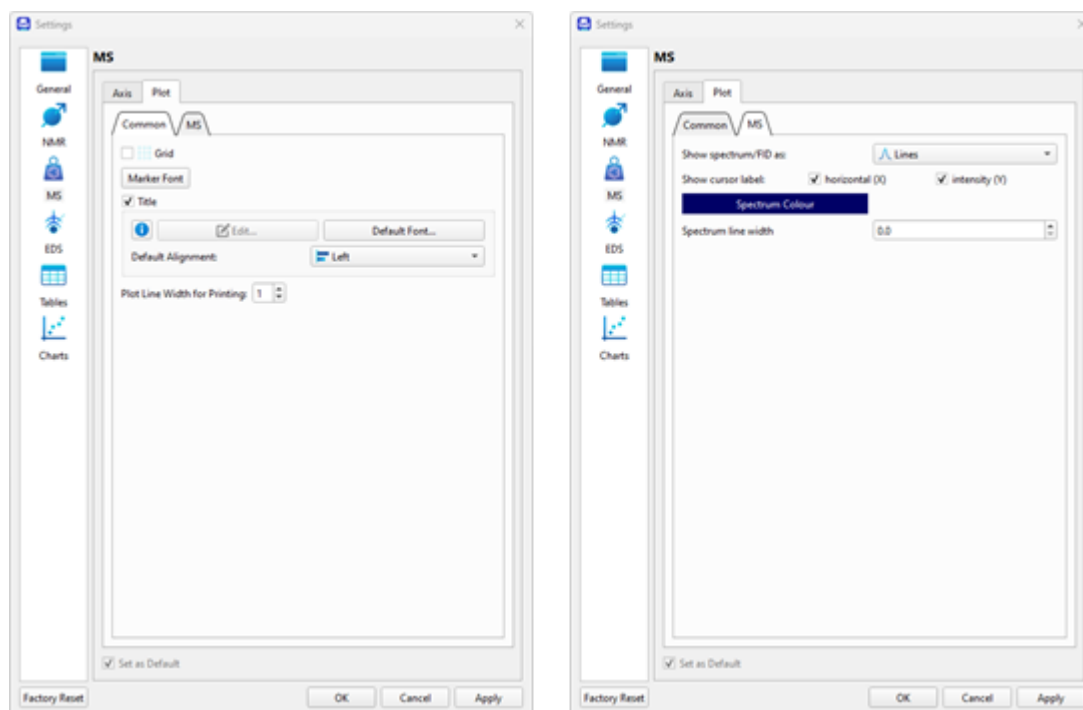 Settings
MS
General
NMR
MS
EDS
Tables
Charts
Axis Plot
Common MS
Grid
Marker Font
Title
Edit... Default Font...
Default Alignment: Left
Plot Line Width for Printing: 1
Set as Default
Factory Reset OK Cancel Apply
Settings
MS
General
NMR
MS
EDS
Tables
Charts
Axis Plot
Common MS
Show spectrum/FID as: Lines
Show cursor label: horizontal (X) intensity (Y)
Spectrum Colour
Spectrum line width 0.0
Set as Default
Factory Reset OK Cancel Apply